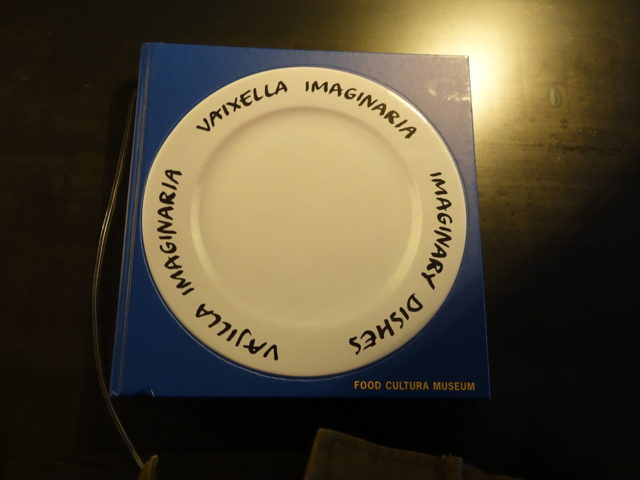 VAIXELLA IMAGINARIA
IMAGINARY DISHES
VAJILLA IMAGINARIA
FOOD CULTURA MUSEUM